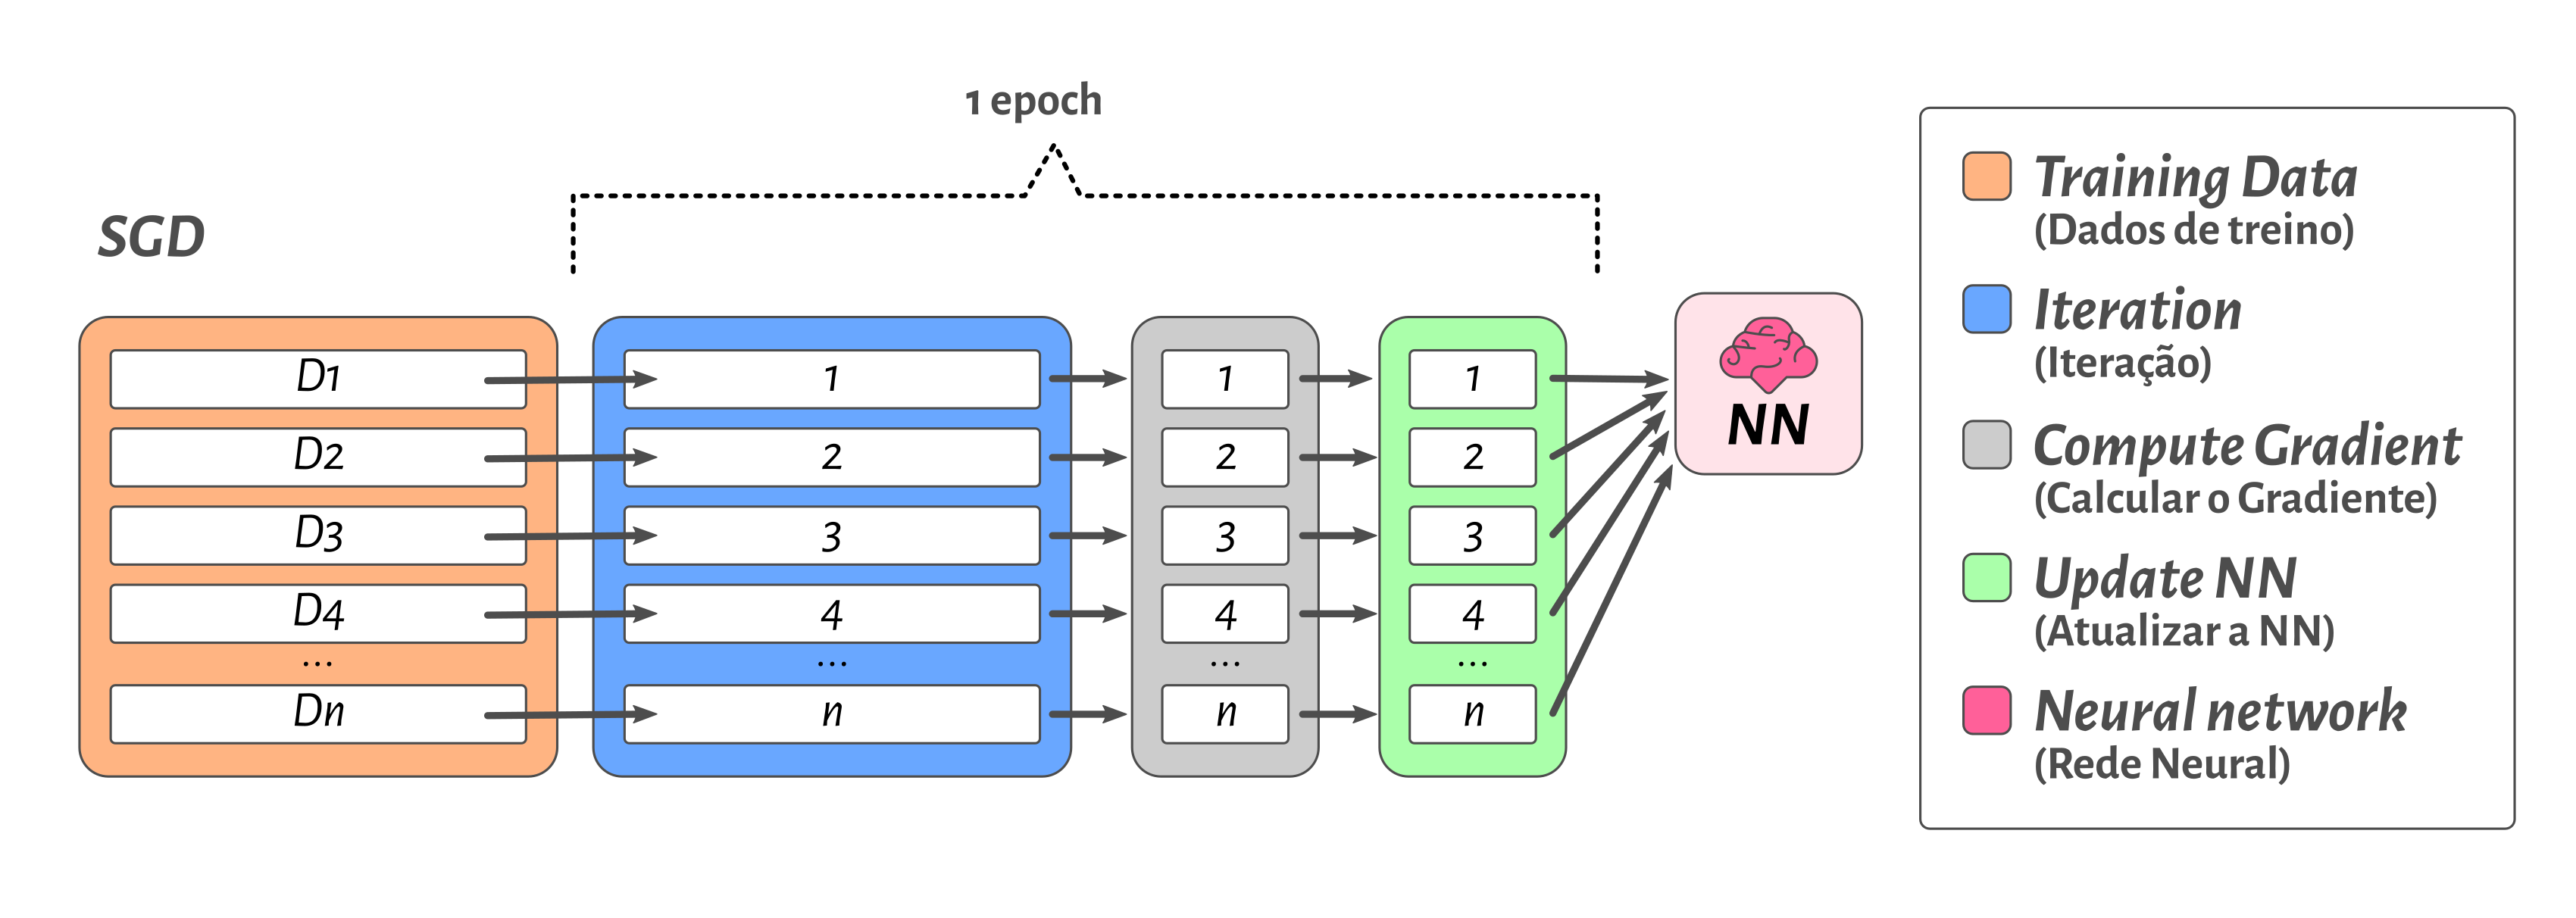 1 epoch
SGD
D1
D2
D3
D4
...
Dn
1
2
3
4
...
n
1
2
3
4
...
n
1
2
3
4
...
n
NN
Training Data
(Dados de treino)
Iteration
(Iteração)
Compute Gradient
(Calcular o Gradiente)
Update NN
(Atualizar a NN)
Neural network
(Rede Neural)